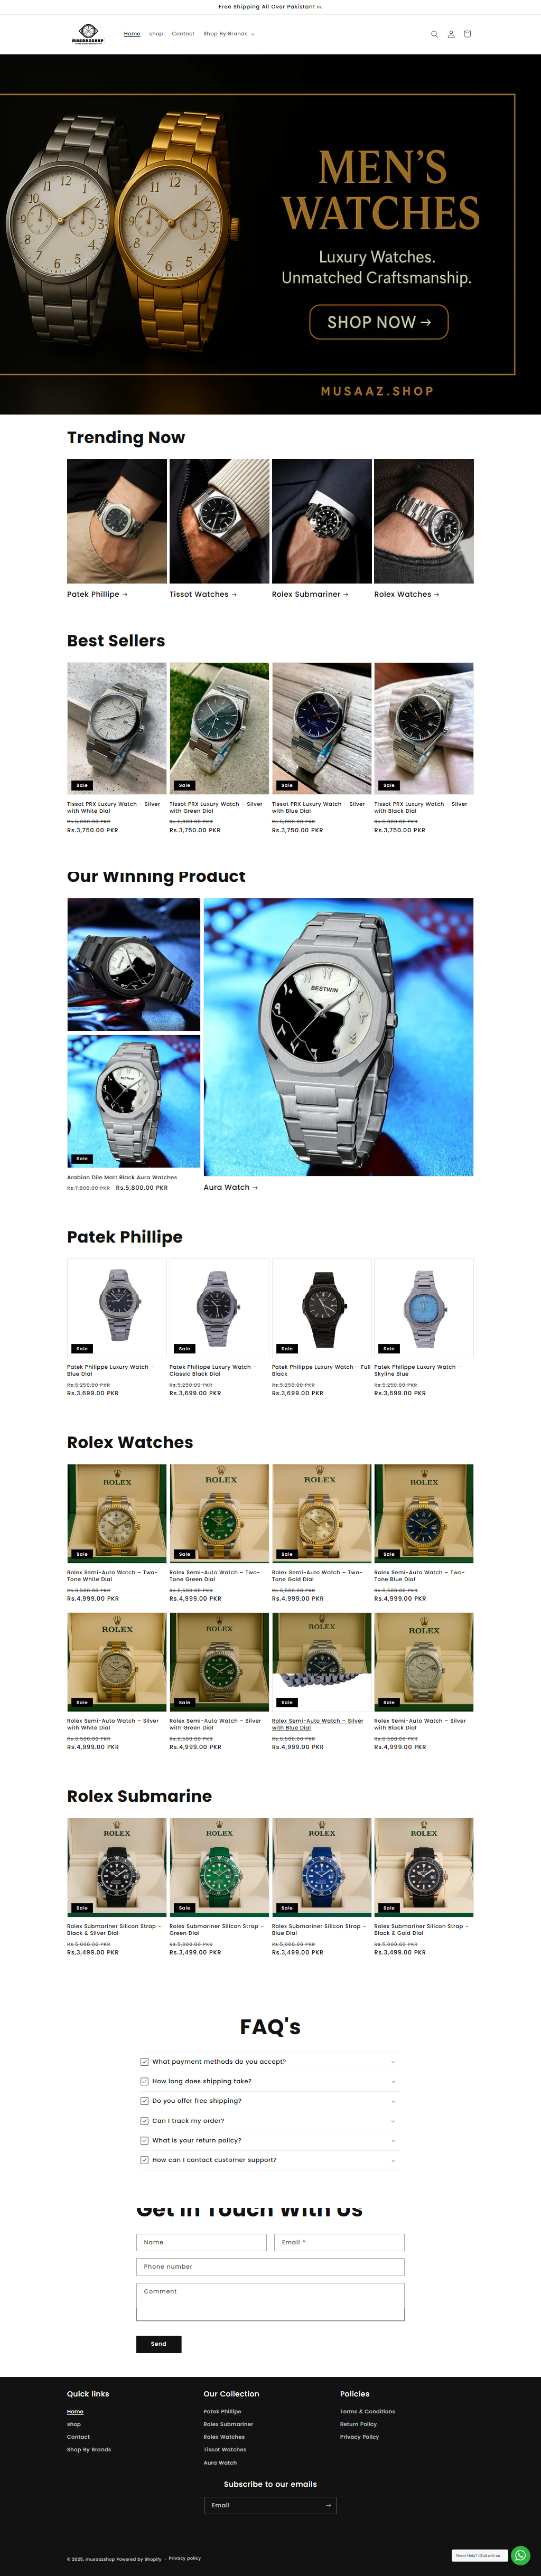 Free Shipping All Over Pakistan!
MUSAAZSHOP
Home
shop
Contact
Shop By Brands
MEN'S
WATCHES
Luxury Watches.
Unmatched Craftsmanship.
SHOP NOW →
MUSAAZ.SHOP
Trending Now
Patek Phillipe →
Tissot Watches →
Rolex Submariner →
Rolex Watches →
Best Sellers
Sale
Sale
Sale
Sale
Tissot PRX Luxury Watch – Silver
with White Dial
Rs.5,000.00 PKR
Rs.3,750.00 PKR
Tissot PRX Luxury Watch – Silver
with Green Dial
Rs.5,000.00 PKR
Rs.3,750.00 PKR
Tissot PRX Luxury Watch – Silver
with Blue Dial
Rs.5,000.00 PKR
Rs.3,750.00 PKR
Tissot PRX Luxury Watch – Silver
with Black Dial
Rs.5,000.00 PKR
Rs.3,750.00 PKR
Our Winning Product
BESTWIN
Sale
Arabian Dile Matt Black Aura Watches
Rs.7,000.00 PKR Rs.5,800.00 PKR
BESTWIN
Aura Watch →
Patek Phillipe
Sale
Sale
Sale
Sale
Patek Philippe Luxury Watch –
Blue Dial
Rs.5,250.00 PKR
Rs.3,699.00 PKR
Patek Philippe Luxury Watch –
Classic Black Dial
Rs.5,250.00 PKR
Rs.3,699.00 PKR
Patek Philippe Luxury Watch – Full
Black
Rs.5,250.00 PKR
Rs.3,699.00 PKR
Patek Philippe Luxury Watch –
Skyline Blue
Rs.5,250.00 PKR
Rs.3,699.00 PKR
Rolex Watches
ROLEX
Sale
ROLEX
Sale
ROLEX
Sale
ROLEX
Sale
Rolex Semi-Auto Watch – Two-
Tone White Dial
Rs.6,500.00 PKR
Rs.4,999.00 PKR
Rolex Semi-Auto Watch – Two-
Tone Green Dial
Rs.6,500.00 PKR
Rs.4,999.00 PKR
Rolex Semi-Auto Watch – Two-
Tone Gold Dial
Rs.6,500.00 PKR
Rs.4,999.00 PKR
Rolex Semi-Auto Watch – Two-
Tone Blue Dial
Rs.6,500.00 PKR
Rs.4,999.00 PKR
ROLEX
Sale
ROLEX
Sale
ROLEX
Sale
ROLEX
Sale
Rolex Semi-Auto Watch – Silver
with White Dial
Rs.6,500.00 PKR
Rs.4,999.00 PKR
Rolex Semi-Auto Watch – Silver
with Green Dial
Rs.6,500.00 PKR
Rs.4,999.00 PKR
Rolex Semi-Auto Watch – Silver
with Blue Dial
Rs.6,500.00 PKR
Rs.4,999.00 PKR
Rolex Semi-Auto Watch – Silver
with Black Dial
Rs.6,500.00 PKR
Rs.4,999.00 PKR
Rolex Submarine
ROLEX
Sale
ROLEX
Sale
ROLEX
Sale
ROLEX
Sale
Rolex Submariner Silicon Strap –
Black & Silver Dial
Rs.5,000.00 PKR
Rs.3,499.00 PKR
Rolex Submariner Silicon Strap –
Green Dial
Rs.5,000.00 PKR
Rs.3,499.00 PKR
Rolex Submariner Silicon Strap –
Blue Dial
Rs.5,000.00 PKR
Rs.3,499.00 PKR
Rolex Submariner Silicon Strap –
Black & Gold Dial
Rs.5,000.00 PKR
Rs.3,499.00 PKR
FAQ's
What payment methods do you accept?
How long does shipping take?
Do you offer free shipping?
Can I track my order?
What is your return policy?
How can I contact customer support?
Get in Touch With Us
Name
Email *
Phone number
Comment
Send
Quick links
Home
shop
Contact
Shop By Brands
Our Collection
Patek Phillipe
Rolex Submariner
Rolex Watches
Tissot Watches
Aura Watch
Policies
Terms & Conditions
Return Policy
Privacy Policy
Subscribe to our emails
Email
© 2025, musaazshop Powered by Shopify · Privacy policy
Need Help? Chat with us